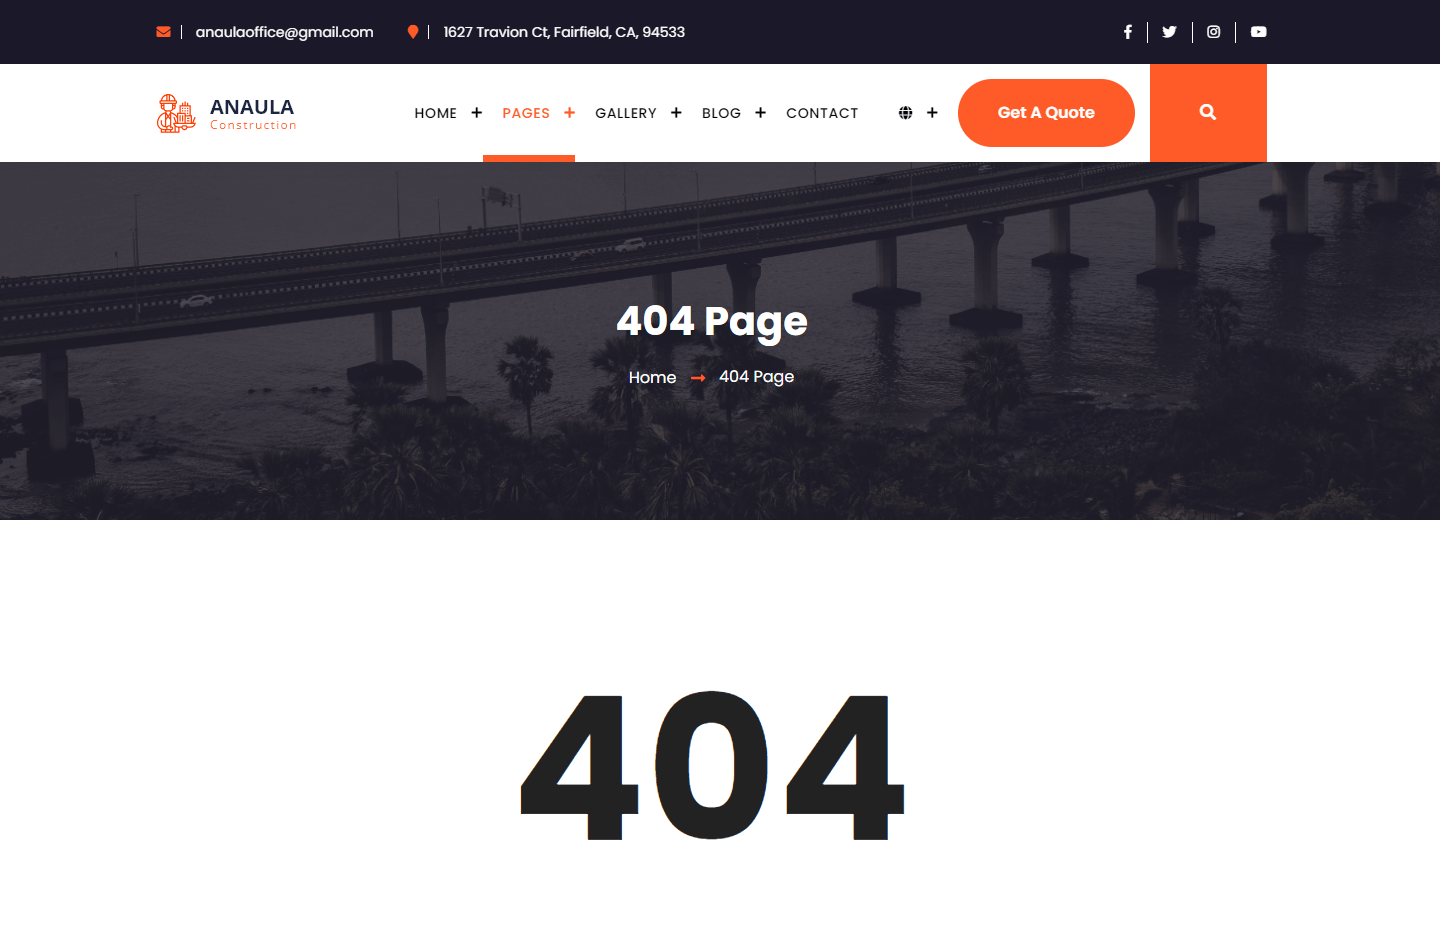 anaulaoffice@gmail.com
1627 Travion Ct, Fairfield, CA, 94533
ANAULA
Construction
HOME
PAGES
GALLERY
BLOG
CONTACT
Get A Quote
404 Page
Home
404 Page
404